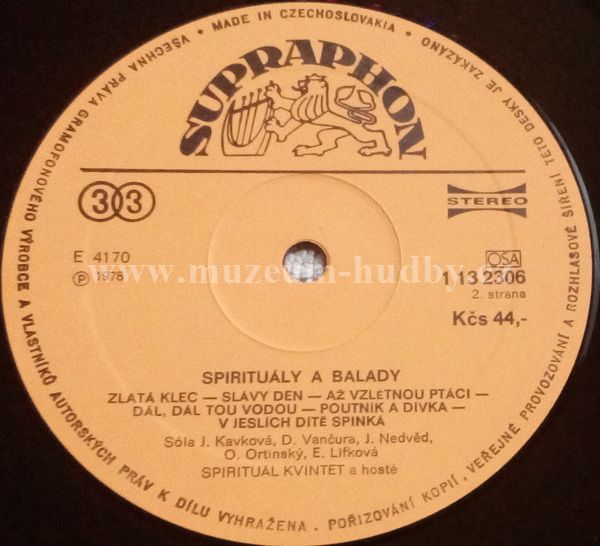 VŠECHNA PRÁVA GRAMOFONOVÉHO VÝROBCE A VLASTNÍKŮ AUTORSKÝCH PRÁV K DÍLU VYHRAŽENA • POŘIZOVÁNÍ KOPIÍ, VEŘEJNÉ PROVOZOVÁNÍ A ROZHLASOVÉ ŠÍŘENÍ TÉTO DESKY JE ZAKÁZÁNO • MADE IN CZECHOSLOVAKIA •
SUPRAPHON
33
STEREO
E 4170
Ⓟ 1978
OSA
113 2306
2. strana
Kčs 44,-
www.muzeum-hudby.cz
SPIRITUÁLY A BALADY
ZLATÁ KLEC — SLÁVY DEN — AŽ VZLETNOU PTÁCI —
DÁL, DÁL TOU VODOU — POUTNÍK A DÍVKA —
V JESLÍCH DÍTĚ SPINKÁ
Sóla J. Kavková, D. Vančura, J. Nedvěd,
O. Ortinský, E. Lifková
SPIRITUÁL KVINTET a hosté